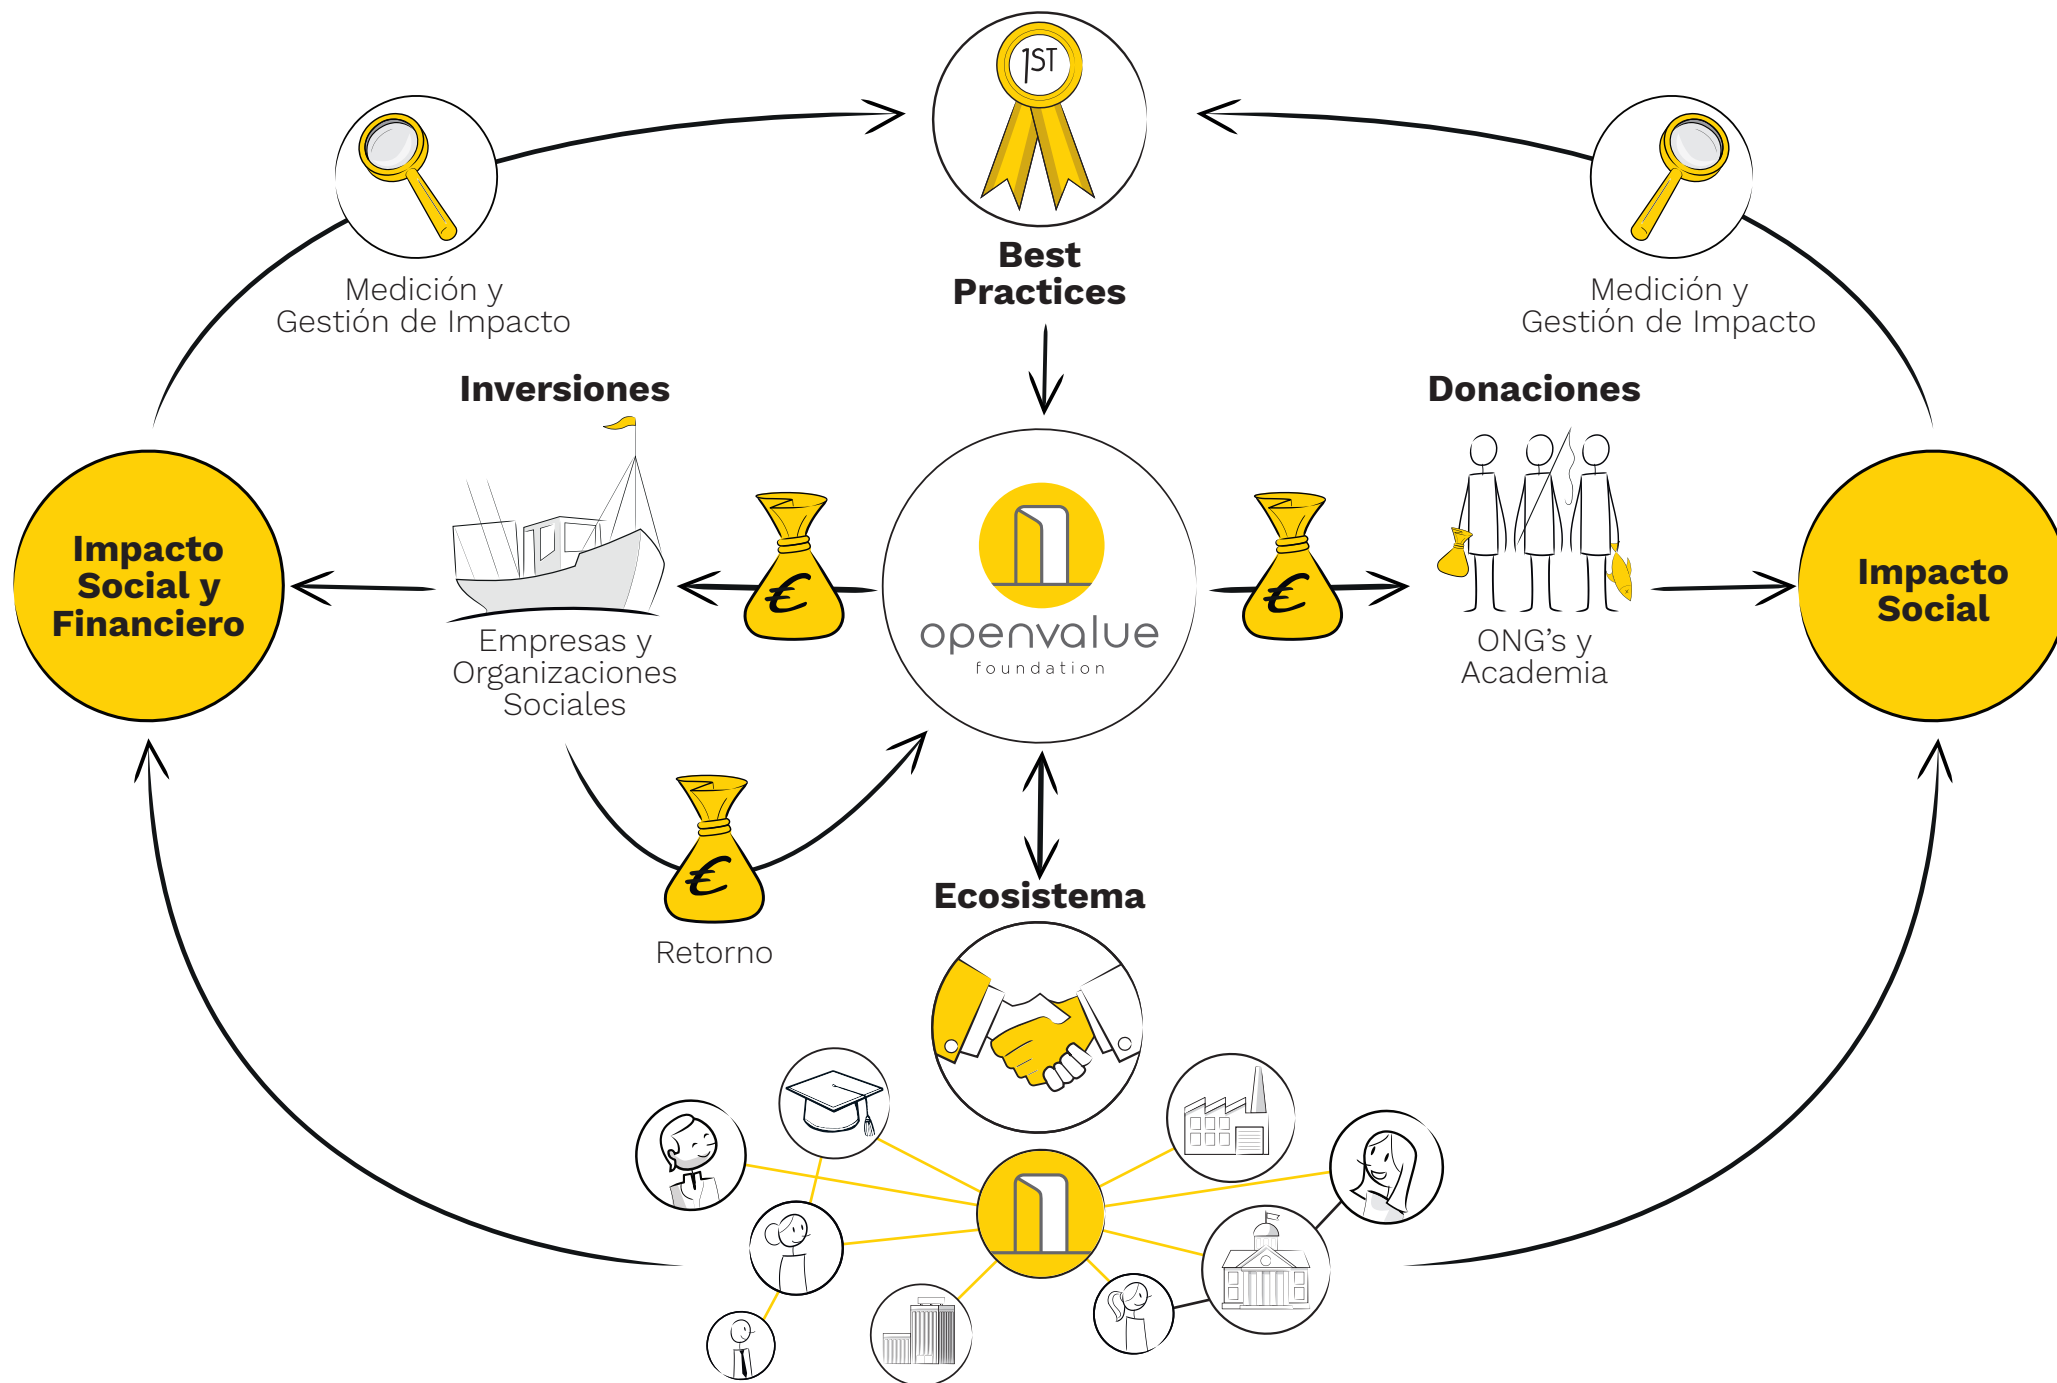 1ST
Best
Practices
Medición y
Gestión de Impacto
Medición y
Gestión de Impacto
Inversiones
Donaciones
Impacto
Social y
Financiero
€
openvalue
foundation
€
Impacto
Social
Empresas y
Organizaciones
Sociales
ONG's y
Academia
€
Retorno
Ecosistema